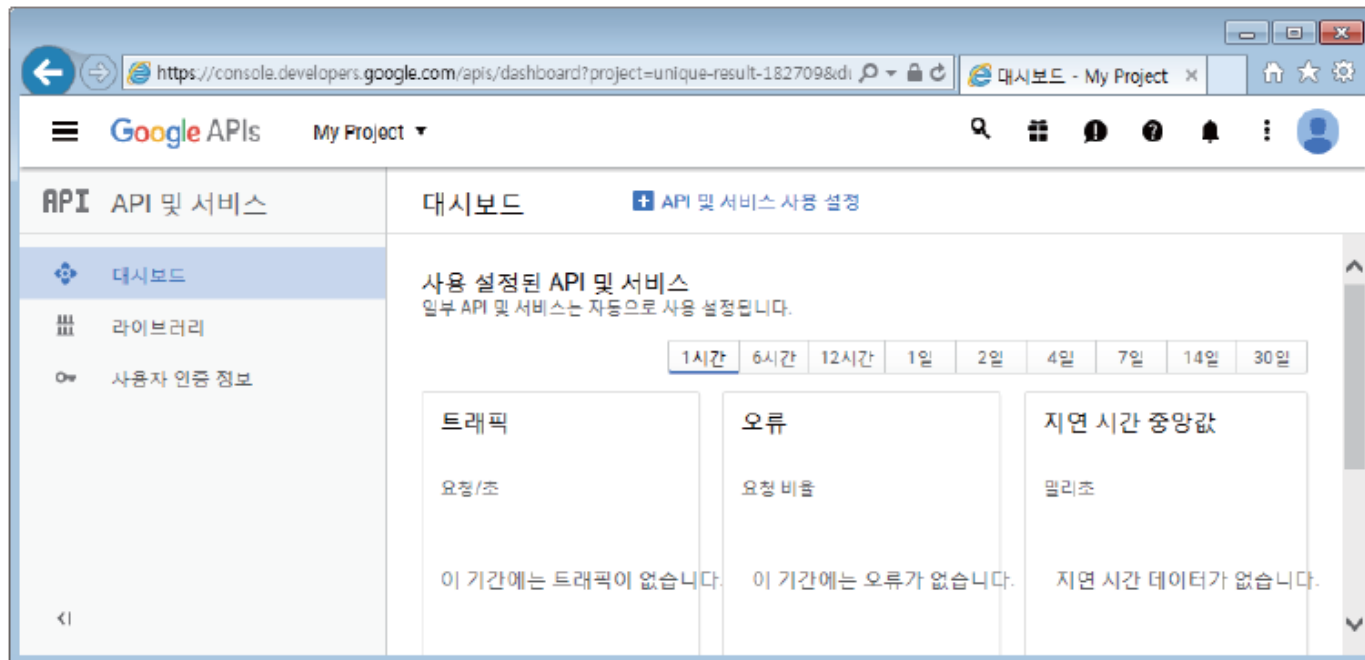 https://console.developers.google.com/apis/dashboard?project=unique-result-182709&d
대시보드 - My Project
Google APIs My Project
API API 및 서비스
대시보드 API 및 서비스 사용 설정
대시보드
라이브러리
사용자 인증 정보
사용 설정된 API 및 서비스
일부 API 및 서비스는 자동으로 사용 설정됩니다.
1시간 6시간 12시간 1일 2일 4일 7일 14일 30일
트래픽
요청/초
이 기간에는 트래픽이 없습니다.
오류
요청 비율
이 기간에는 오류가 없습니다.
지연 시간 중앙값
밀리초
지연 시간 데이터가 없습니다.